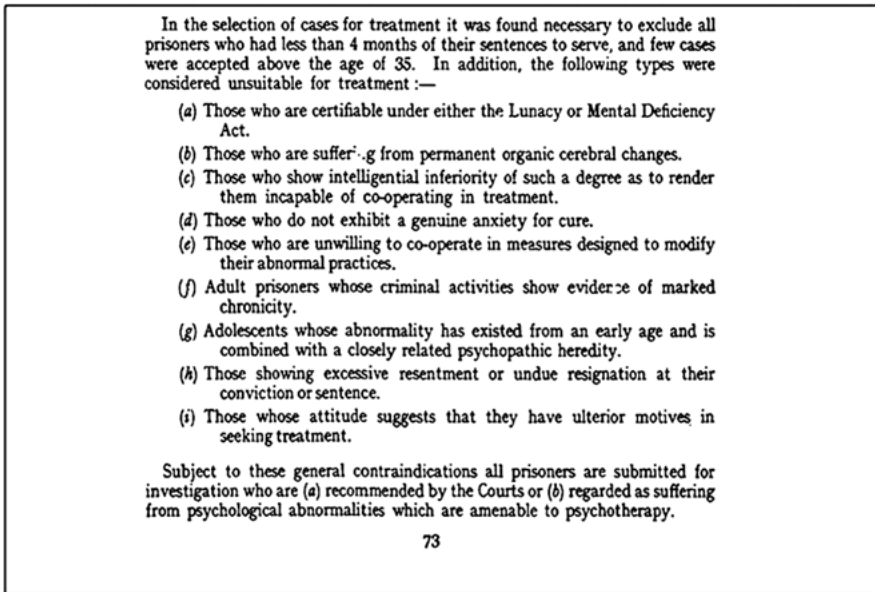 In the selection of cases for treatment it was found necessary to exclude all
prisoners who had less than 4 months of their sentences to serve, and few cases
were accepted above the age of 35. In addition, the following types were
considered unsuitable for treatment :—
(a) Those who are certifiable under either the Lunacy or Mental Deficiency
Act.
(b) Those who are suffering from permanent organic cerebral changes.
(c) Those who show intelligential inferiority of such a degree as to render
them incapable of co-operating in treatment.
(d) Those who do not exhibit a genuine anxiety for cure.
(e) Those who are unwilling to co-operate in measures designed to modify
their abnormal practices.
(f) Adult prisoners whose criminal activities show evidence of marked
chronicity.
(g) Adolescents whose abnormality has existed from an early age and is
combined with a closely related psychopathic heredity.
(h) Those showing excessive resentment or undue resignation at their
conviction or sentence.
(i) Those whose attitude suggests that they have ulterior motives in
seeking treatment.
Subject to these general contraindications all prisoners are submitted for
investigation who are (a) recommended by the Courts or (b) regarded as suffering
from psychological abnormalities which are amenable to psychotherapy.
73